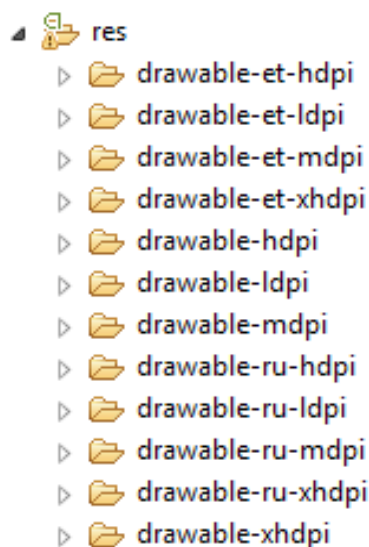 res
drawable-et-hdpi
drawable-et-ldpi
drawable-et-mdpi
drawable-et-xhdpi
drawable-hdpi
drawable-ldpi
drawable-mdpi
drawable-ru-hdpi
drawable-ru-ldpi
drawable-ru-mdpi
drawable-ru-xhdpi
drawable-xhdpi